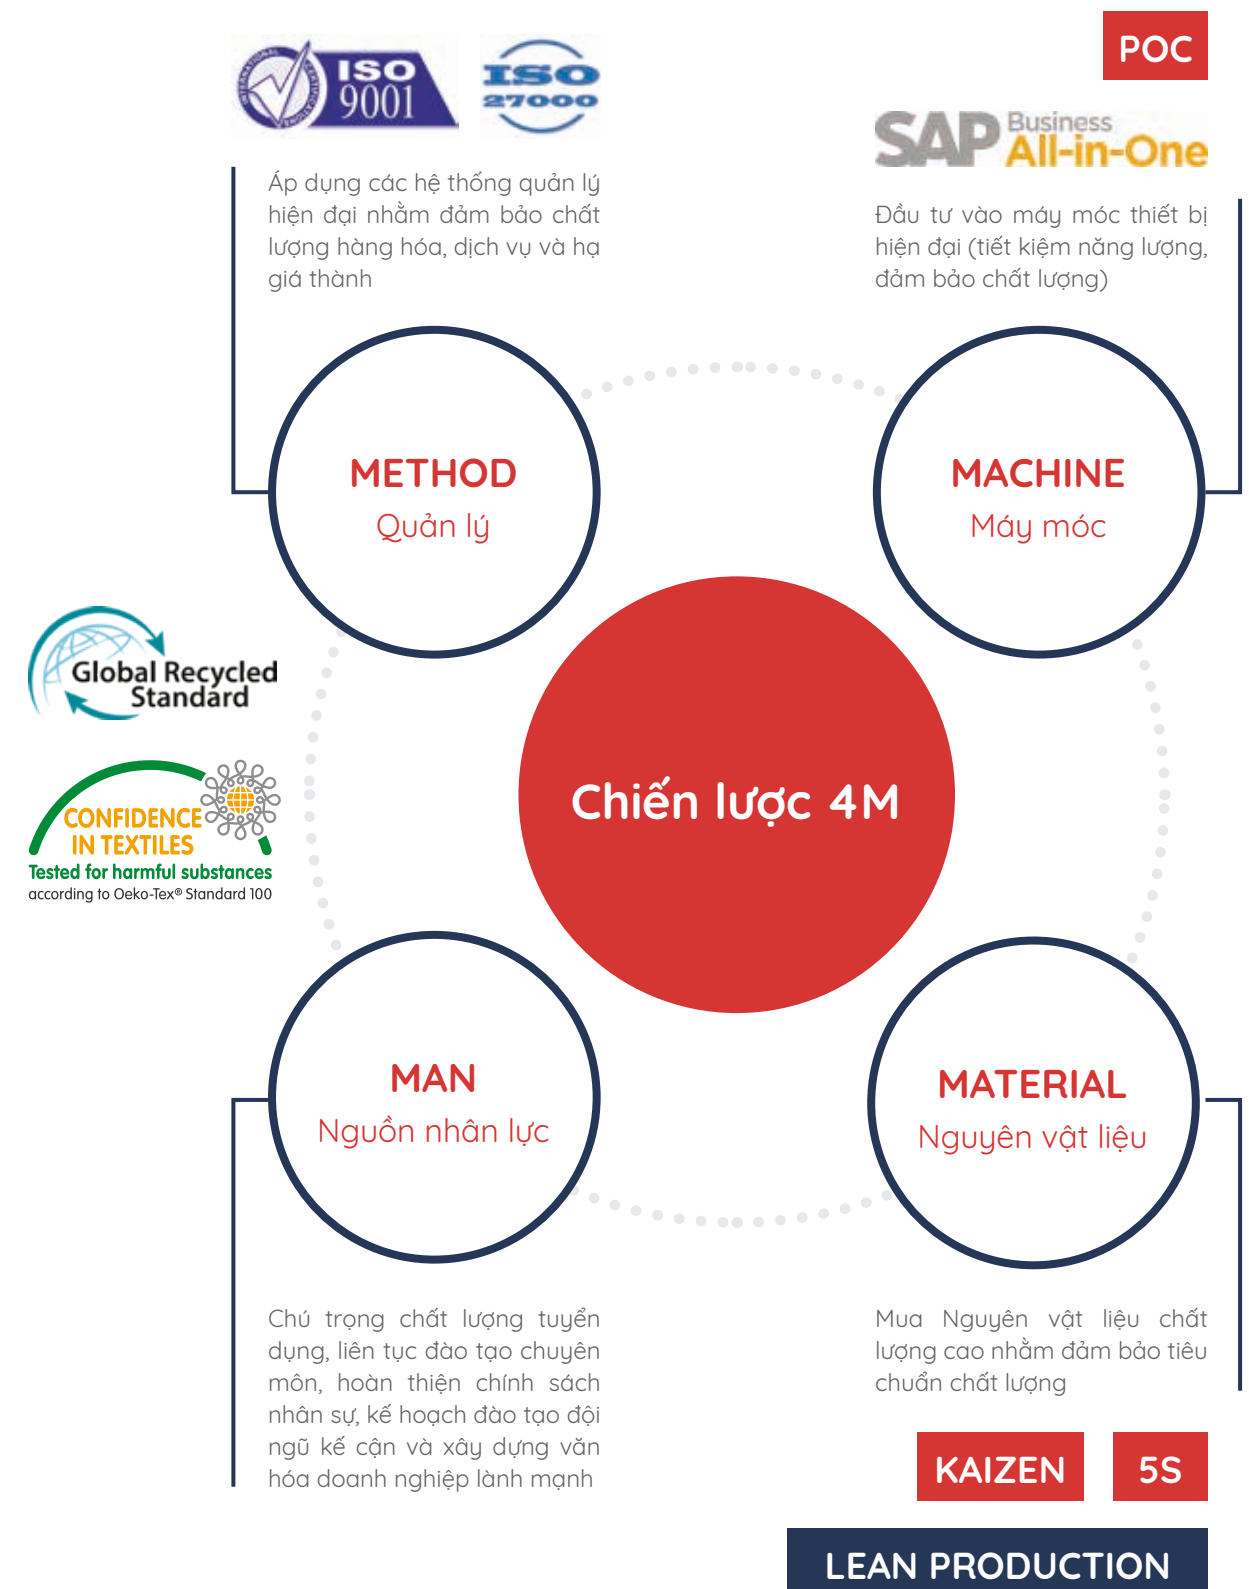 POC
INTERNATIONAL CERTIFICATIONS
ISO
9001
ISO
27000
SAP Business
All-in-One
Áp dụng các hệ thống quản lý
hiện đại nhằm đảm bảo chất
lượng hàng hóa, dịch vụ và hạ
giá thành
Đầu tư vào máy móc thiết bị
hiện đại (tiết kiệm năng lượng,
đảm bảo chất lượng)
METHOD
Quản lý
MACHINE
Máy móc
Global Recycled
Standard
CONFIDENCE
IN TEXTILES
Tested for harmful substances
according to Oeko-Tex® Standard 100
Chiến lược 4M
MAN
Nguồn nhân lực
MATERIAL
Nguyên vật liệu
Chú trọng chất lượng tuyển
dụng, liên tục đào tạo chuyên
môn, hoàn thiện chính sách
nhân sự, kế hoạch đào tạo đội
ngũ kế cận và xây dựng văn
hóa doanh nghiệp lành mạnh
Mua Nguyên vật liệu chất
lượng cao nhằm đảm bảo tiêu
chuẩn chất lượng
KAIZEN
5S
LEAN PRODUCTION